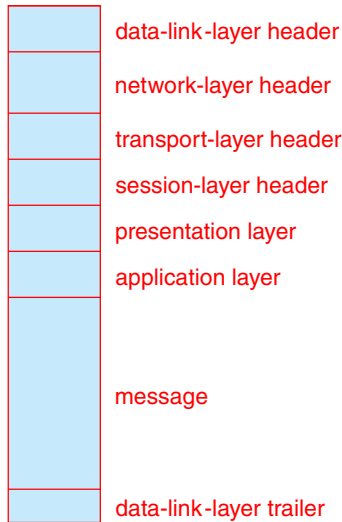 data-link-layer header
network-layer header
transport-layer header
session-layer header
presentation layer
application layer
message
data-link-layer trailer